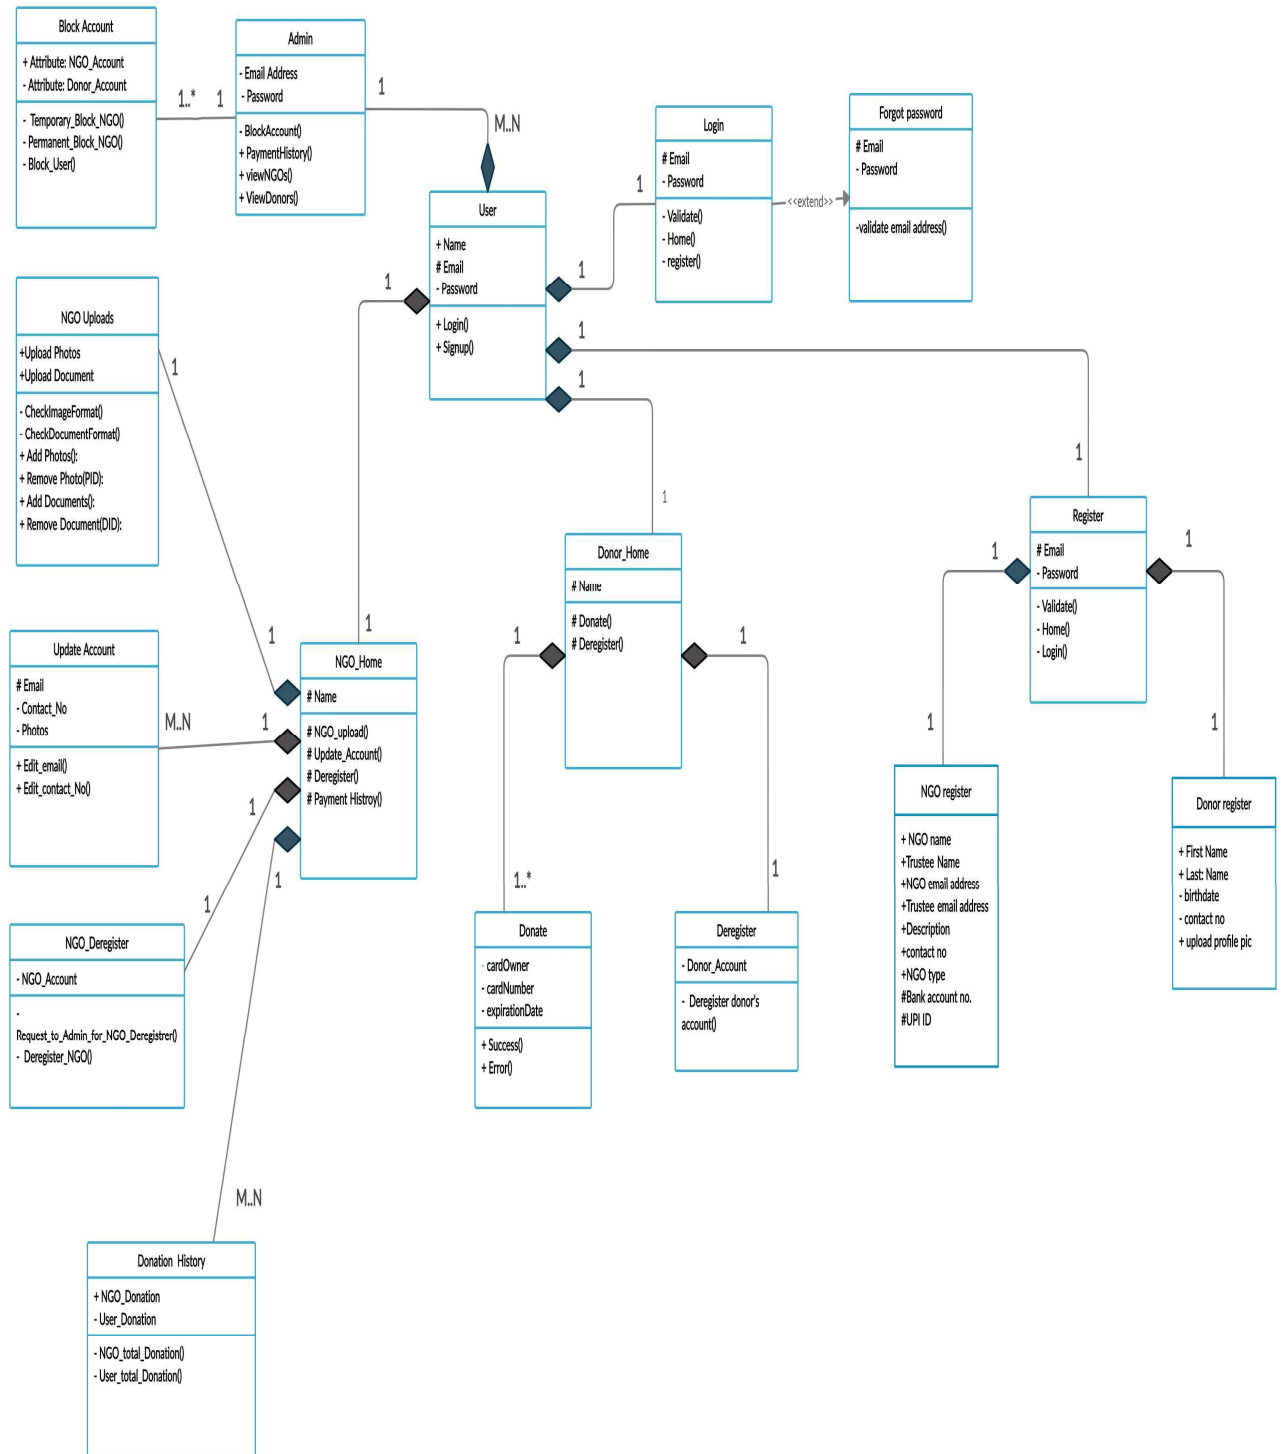 Block Account
+ Attribute: NGO_Account
- Attribute: Donor_Account
- Temporary_Block_NGO()
- Permanent_Block_NGO()
- Block_User()
1..*
1
Admin
- Email Address
- Password
- BlockAccount()
+ PaymentHistory()
+ viewNGOs()
+ ViewDonors()
1
M..N
User
+ Name
# Email
- Password
+ Login()
+ Signup()
1
1
1
1
1
Login
# Email
- Password
- Validate()
- Home()
- register()
<<extend>>
Forgot password
# Email
- Password
-validate email address()
NGO Uploads
+Upload Photos
+Upload Document
- CheckImageFormat()
- CheckDocumentFormat()
+ Add Photos():
+ Remove Photo(PID):
+ Add Documents():
+ Remove Document(DID):
1
1
1
1
1
Register
# Email
- Password
- Validate()
- Home()
- Login()
1
1
Donor_Home
# Name
# Donate()
# Deregister()
1
1
Update Account
# Email
- Contact_No
- Photos
+ Edit_email()
+ Edit_contact_No()
M..N
1
NGO_Home
# Name
# NGO_upload()
# Update_Account()
# Deregister()
# Payment Histroy()
1
1
1
1
1
NGO register
+ NGO name
+Trustee Name
+NGO email address
+Trustee email address
+Description
+contact no
+NGO type
#Bank account no.
#UPI ID
Donor register
+ First Name
+ Last: Name
- birthdate
- contact no
+ upload profile pic
1..*
1
NGO_Deregister
- NGO_Account
-
Request_to_Admin_for_NGO_Deregistrer()
- Deregister_NGO()
Donate
- cardOwner
- cardNumber
- expirationDate
+ Success()
+ Error()
Deregister
- Donor_Account
- Deregister donor's
account()
M..N
Donation History
+ NGO_Donation
- User_Donation
- NGO_total_Donation()
- User_total_Donation()